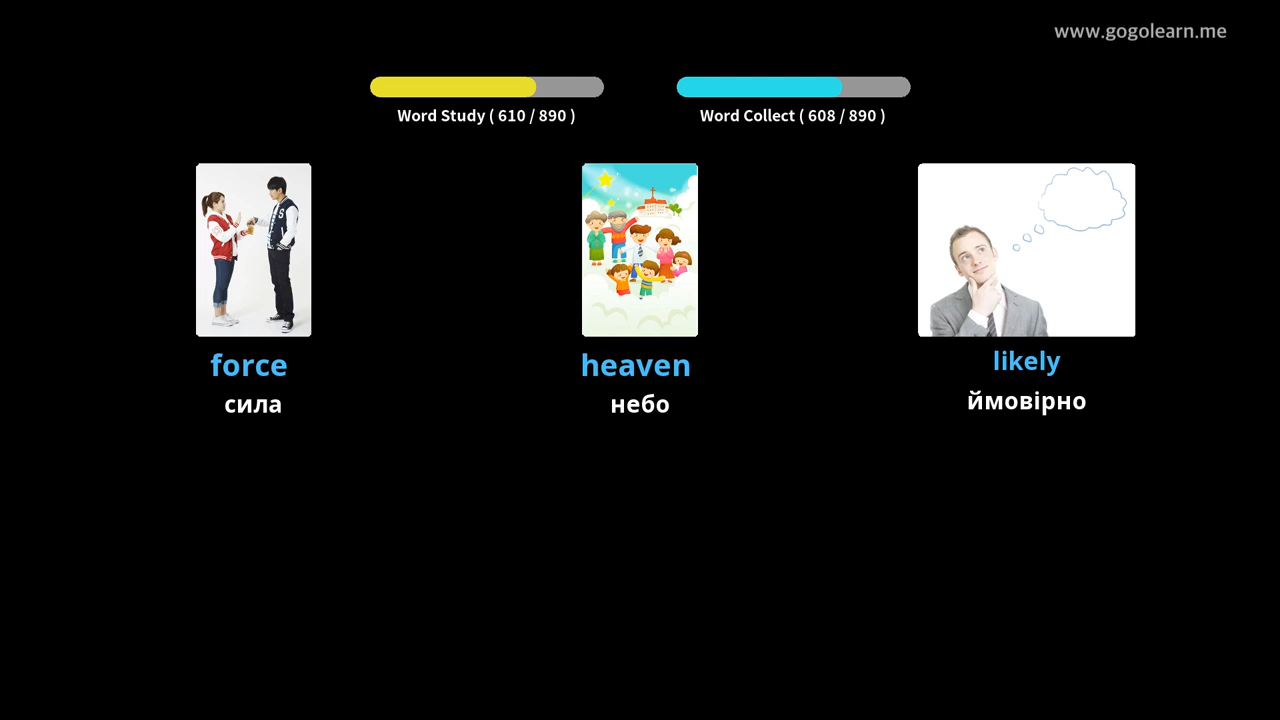 www.gogolearn.me
Word Study ( 610 / 890 )
Word Collect ( 608 / 890 )
force
сила
heaven
небо
likely
ймовірно